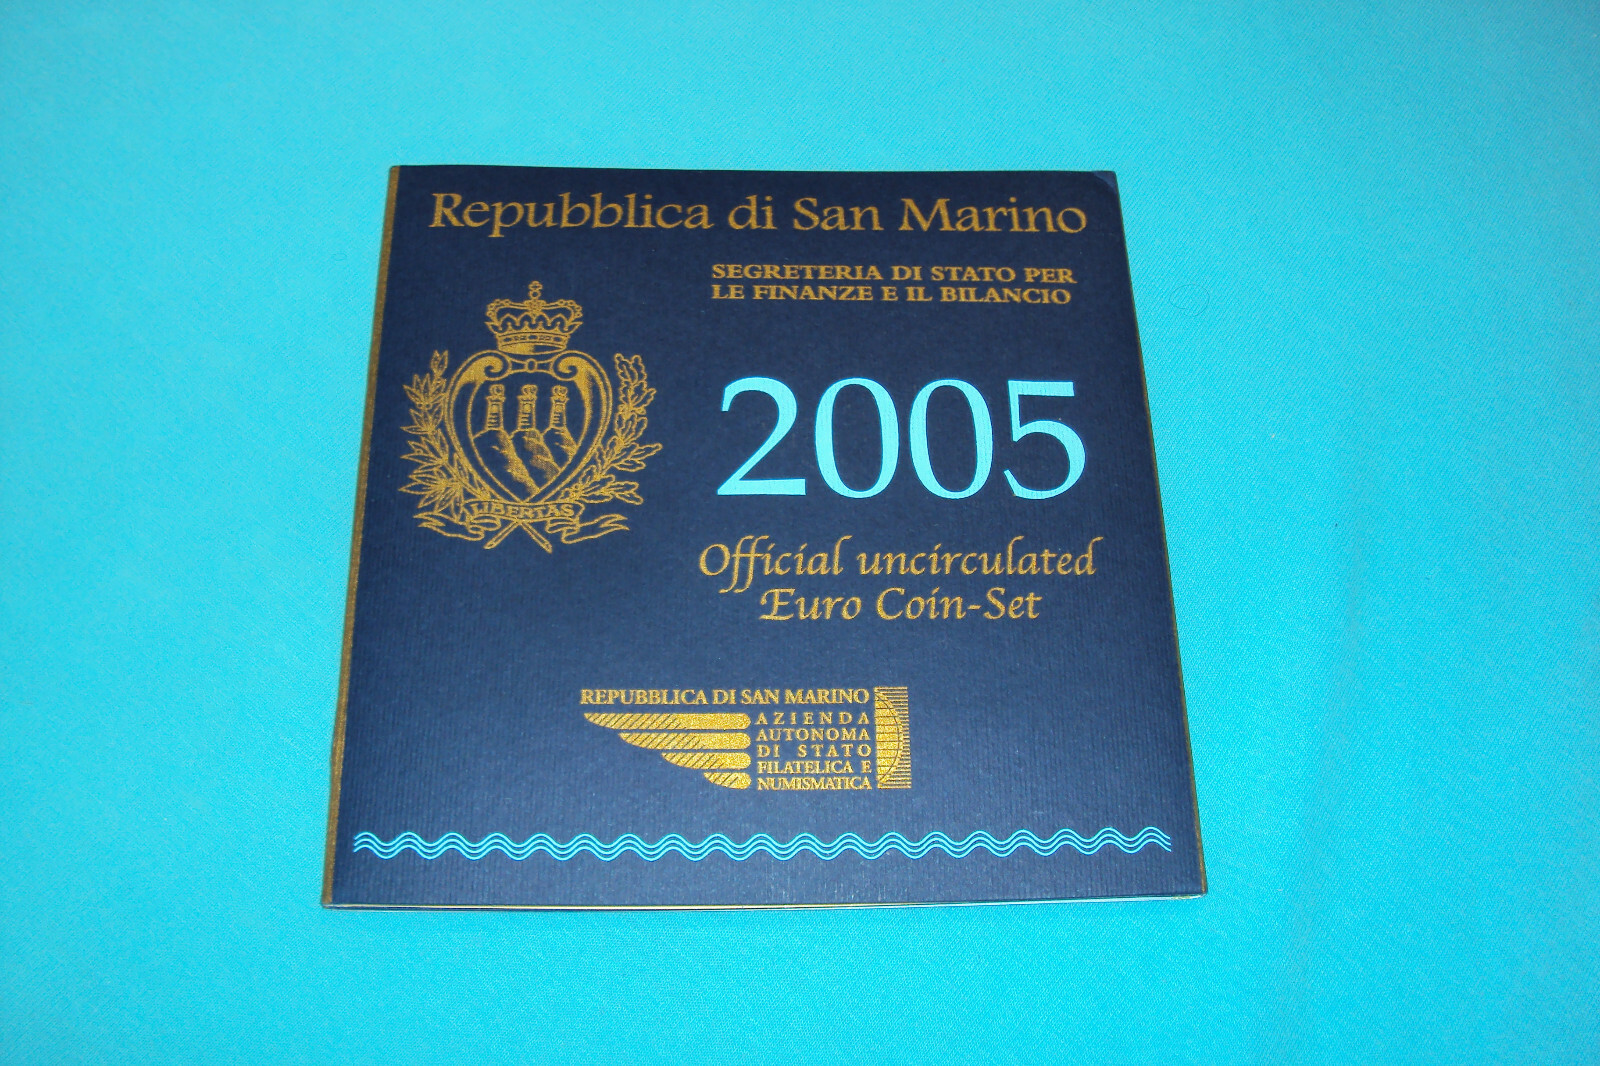 Repubblica di San Marino
SEGRETERIA DI STATO PER
LE FINANZE E IL BILANCIO
2005
LIBERTAS
Official uncirculated
Euro Coin-Set
REPUBBLICA DI SAN MARINO
AZIENDA
AUTONOMA
DI STATO
FILATELICA E
NUMISMATICA